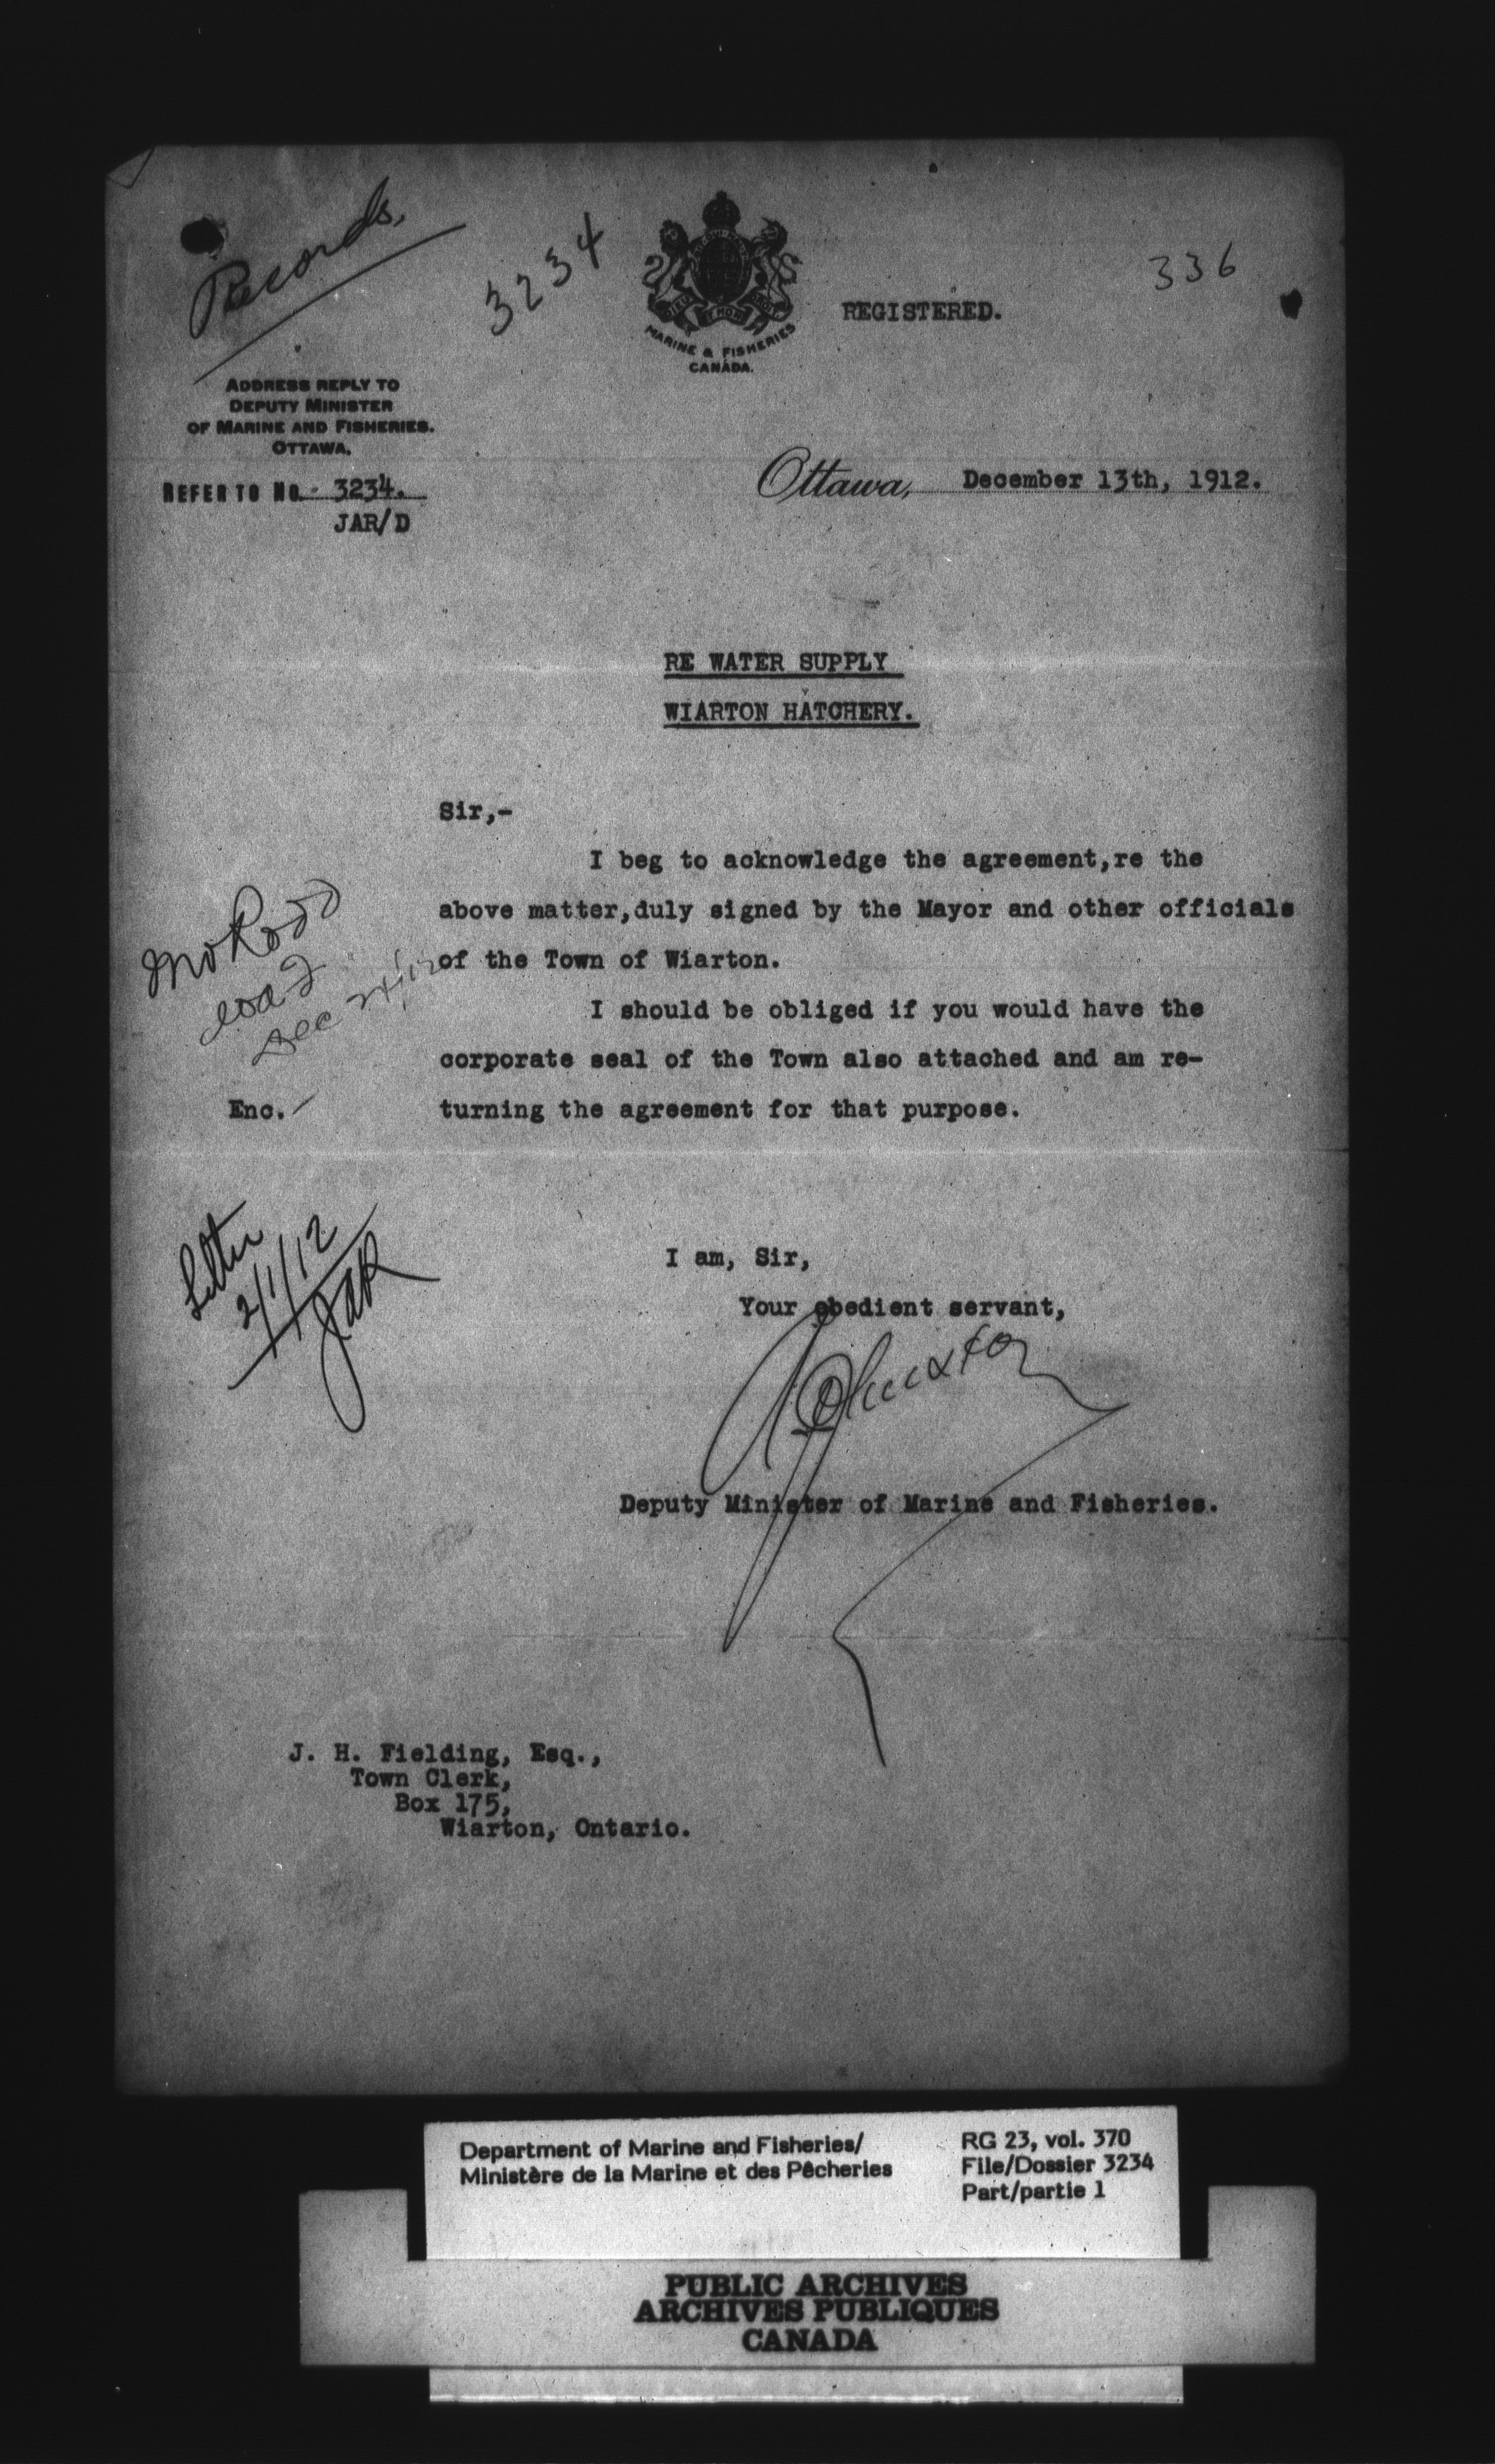 Records,
3234
336
REGISTERED.
MARINE & FISHERIES
CANADA.
ADDRESS REPLY TO
DEPUTY MINISTER
OF MARINE AND FISHERIES.
OTTAWA.
REFER TO NO. 3234.
JAR/D
Ottawa, December 13th, 1912.
RE WATER SUPPLY
WIARTON HATCHERY.
Sir,-
I beg to acknowledge the agreement,re the
above matter,duly signed by the Mayor and other officials
of the Town of Wiarton.
I should be obliged if you would have the
corporate seal of the Town also attached and am re-
Enc. turning the agreement for that purpose.
Dec 24/12
Letter
2/1/12
JAR
I am, Sir,
Your obedient servant,
Deputy Minister of Marine and Fisheries.
J. H. Fielding, Esq.,
Town Clerk,
Box 175,
Wiarton, Ontario.
Department of Marine and Fisheries/
Ministère de la Marine et des Pêcheries
RG 23, vol. 370
File/Dossier 3234
Part/partie 1
PUBLIC ARCHIVES
ARCHIVES PUBLIQUES
CANADA